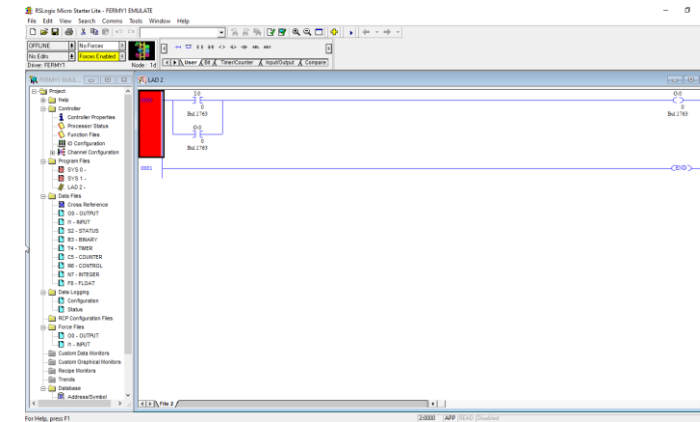 RSLogix Micro Starter Lite - FERMY1 EMULATE
File Edit View Search Comms Tools Window Help
OFFLINE No Forces
No Edits Forces Enabled
Driver: FERMY1 Node: 1d
User Bit Timer/Counter Input/Output Compare
FERMY1 EMUL...
LAD 2
Project
Help
Controller
Controller Properties
Processor Status
Function Files
IO Configuration
Channel Configuration
Program Files
SYS 0 -
SYS 1 -
LAD 2 -
Data Files
Cross Reference
O0 - OUTPUT
I1 - INPUT
S2 - STATUS
B3 - BINARY
T4 - TIMER
C5 - COUNTER
R6 - CONTROL
N7 - INTEGER
F8 - FLOAT
Data Logging
Configuration
Status
RCP Configuration Files
Force Files
O0 - OUTPUT
I1 - INPUT
Custom Data Monitors
Custom Graphical Monitors
Recipe Monitors
Trends
Database
Address/Symbol
0000
I:0
0
Bul.1763
O:0
0
Bul.1763
O:0
0
Bul.1763
0001
END
File 2
For Help, press F1
2:0000 APP READ Disabled